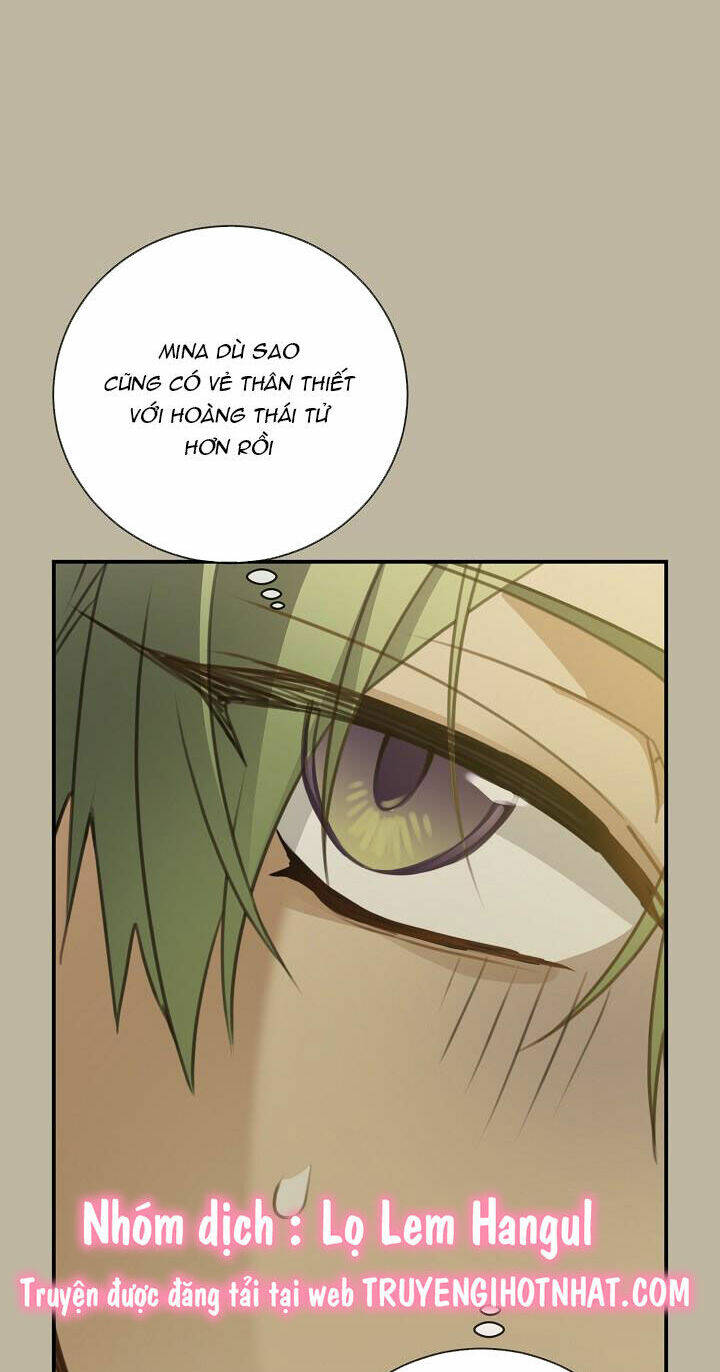 MINA DÙ SAO
CŨNG CÓ VẺ THÂN THIẾT
VỚI HOÀNG THÁI TỬ
HƠN RỒI
Nhóm dịch : Lọ Lem Hangul
Truyện được đăng tải tại web TRUYENGIHOTNHAT.COM